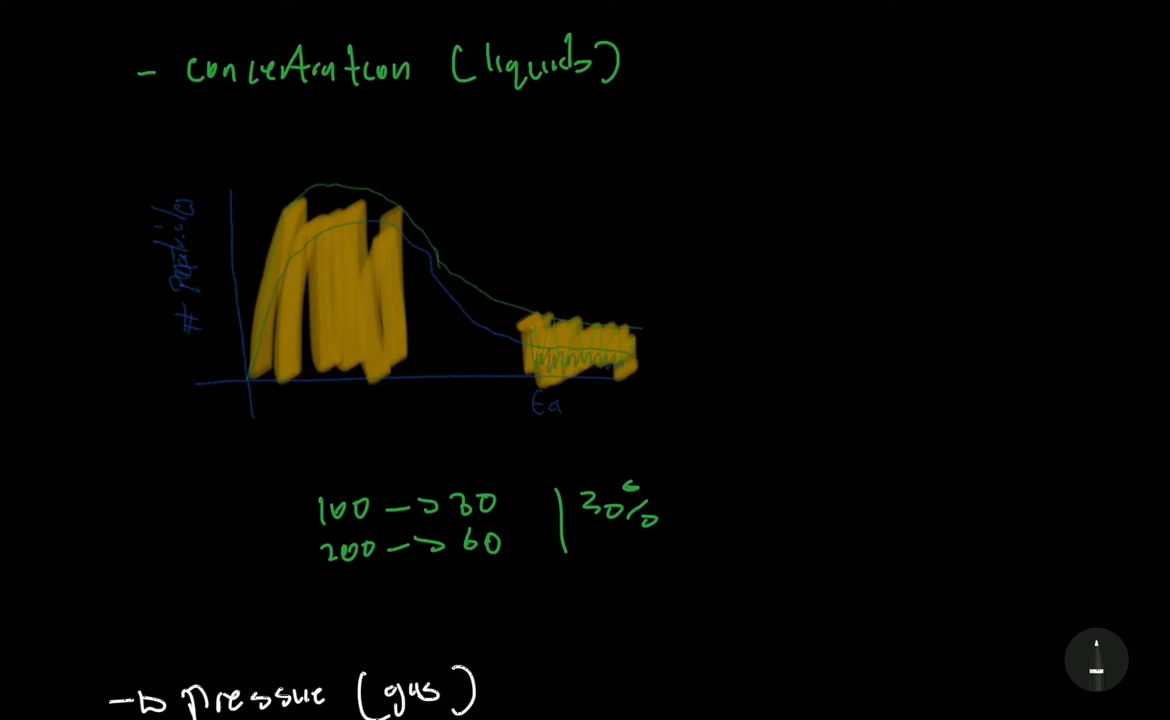 - concentration (liquids)
# particles
Ea
100 -> 30
200 -> 60
30%
-> pressure (gas)